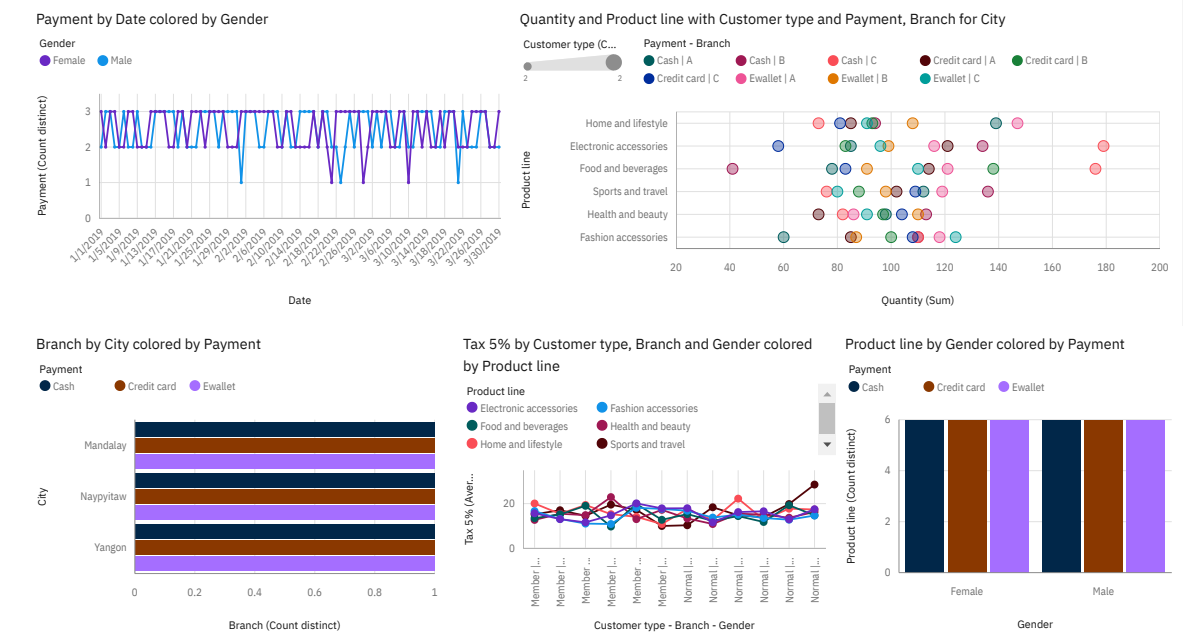 Payment by Date colored by Gender
Gender
Female Male
Payment (Count distinct)
3
2
1
0
1/1/2019 1/5/2019 1/9/2019 1/13/2019 1/17/2019 1/21/2019 1/25/2019 1/29/2019 2/2/2019 2/6/2019 2/10/2019 2/14/2019 2/18/2019 2/22/2019 2/26/2019 3/2/2019 3/6/2019 3/10/2019 3/14/2019 3/18/2019 3/22/2019 3/26/2019 3/30/2019
Date
Quantity and Product line with Customer type and Payment, Branch for City
Customer type (C...
2 2
Payment - Branch
Cash | A Cash | B Cash | C Credit card | A Credit card | B
Credit card | C Ewallet | A Ewallet | B Ewallet | C
Product line
Home and lifestyle
Electronic accessories
Food and beverages
Sports and travel
Health and beauty
Fashion accessories
20 40 60 80 100 120 140 160 180 200
Quantity (Sum)
Branch by City colored by Payment
Payment
Cash Credit card Ewallet
City
Mandalay
Naypyitaw
Yangon
0 0.2 0.4 0.6 0.8 1
Branch (Count distinct)
Tax 5% by Customer type, Branch and Gender colored
by Product line
Product line
Electronic accessories Fashion accessories
Food and beverages Health and beauty
Home and lifestyle Sports and travel
Tax 5% (Aver...
20
0
Member |... Member |... Member ... Member |... Member ... Member |... Normal |... Normal |... Normal |... Normal |... Normal |... Normal |...
Customer type - Branch - Gender
Product line by Gender colored by Payment
Payment
Cash Credit card Ewallet
Product line (Count distinct)
6
4
2
0
Female Male
Gender